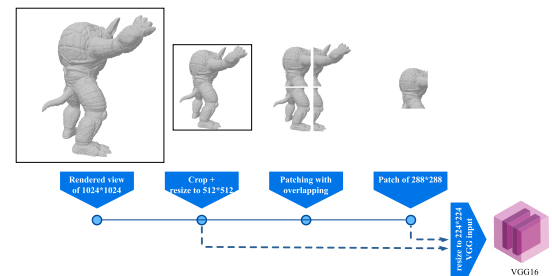 Rendered view
of 1024*1024
Crop +
resize to 512*512
Patching with
overlapping
Patch of 288*288
resize to 224*224
VGG input
VGG16